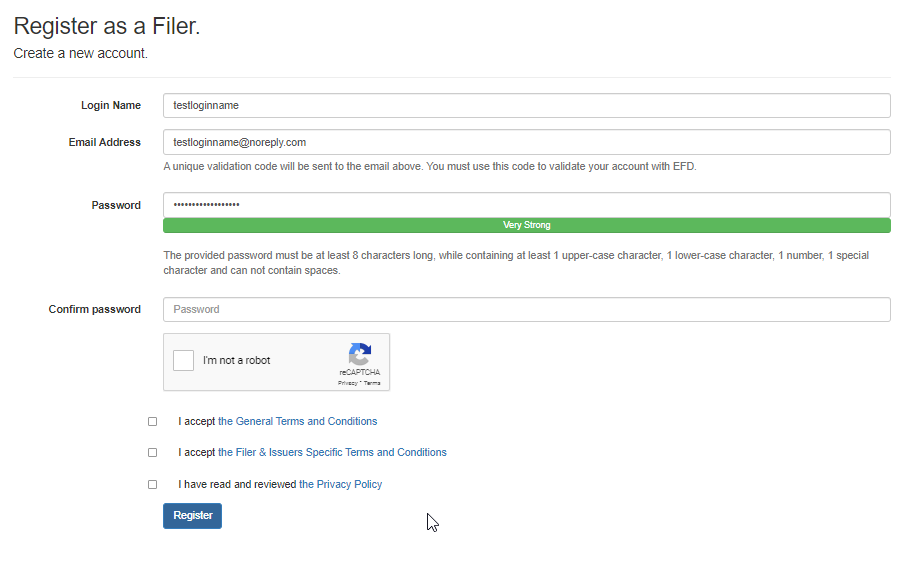 Register as a Filer.
Create a new account.
Login Name
testloginname
Email Address
testloginname@noreply.com
A unique validation code will be sent to the email above. You must use this code to validate your account with EFD.
Password
••••••••••••••••••
Very Strong
The provided password must be at least 8 characters long, while containing at least 1 upper-case character, 1 lower-case character, 1 number, 1 special
character and can not contain spaces.
Confirm password
Password
I'm not a robot
reCAPTCHA
Privacy - Terms
I accept the General Terms and Conditions
I accept the Filer & Issuers Specific Terms and Conditions
I have read and reviewed the Privacy Policy
Register